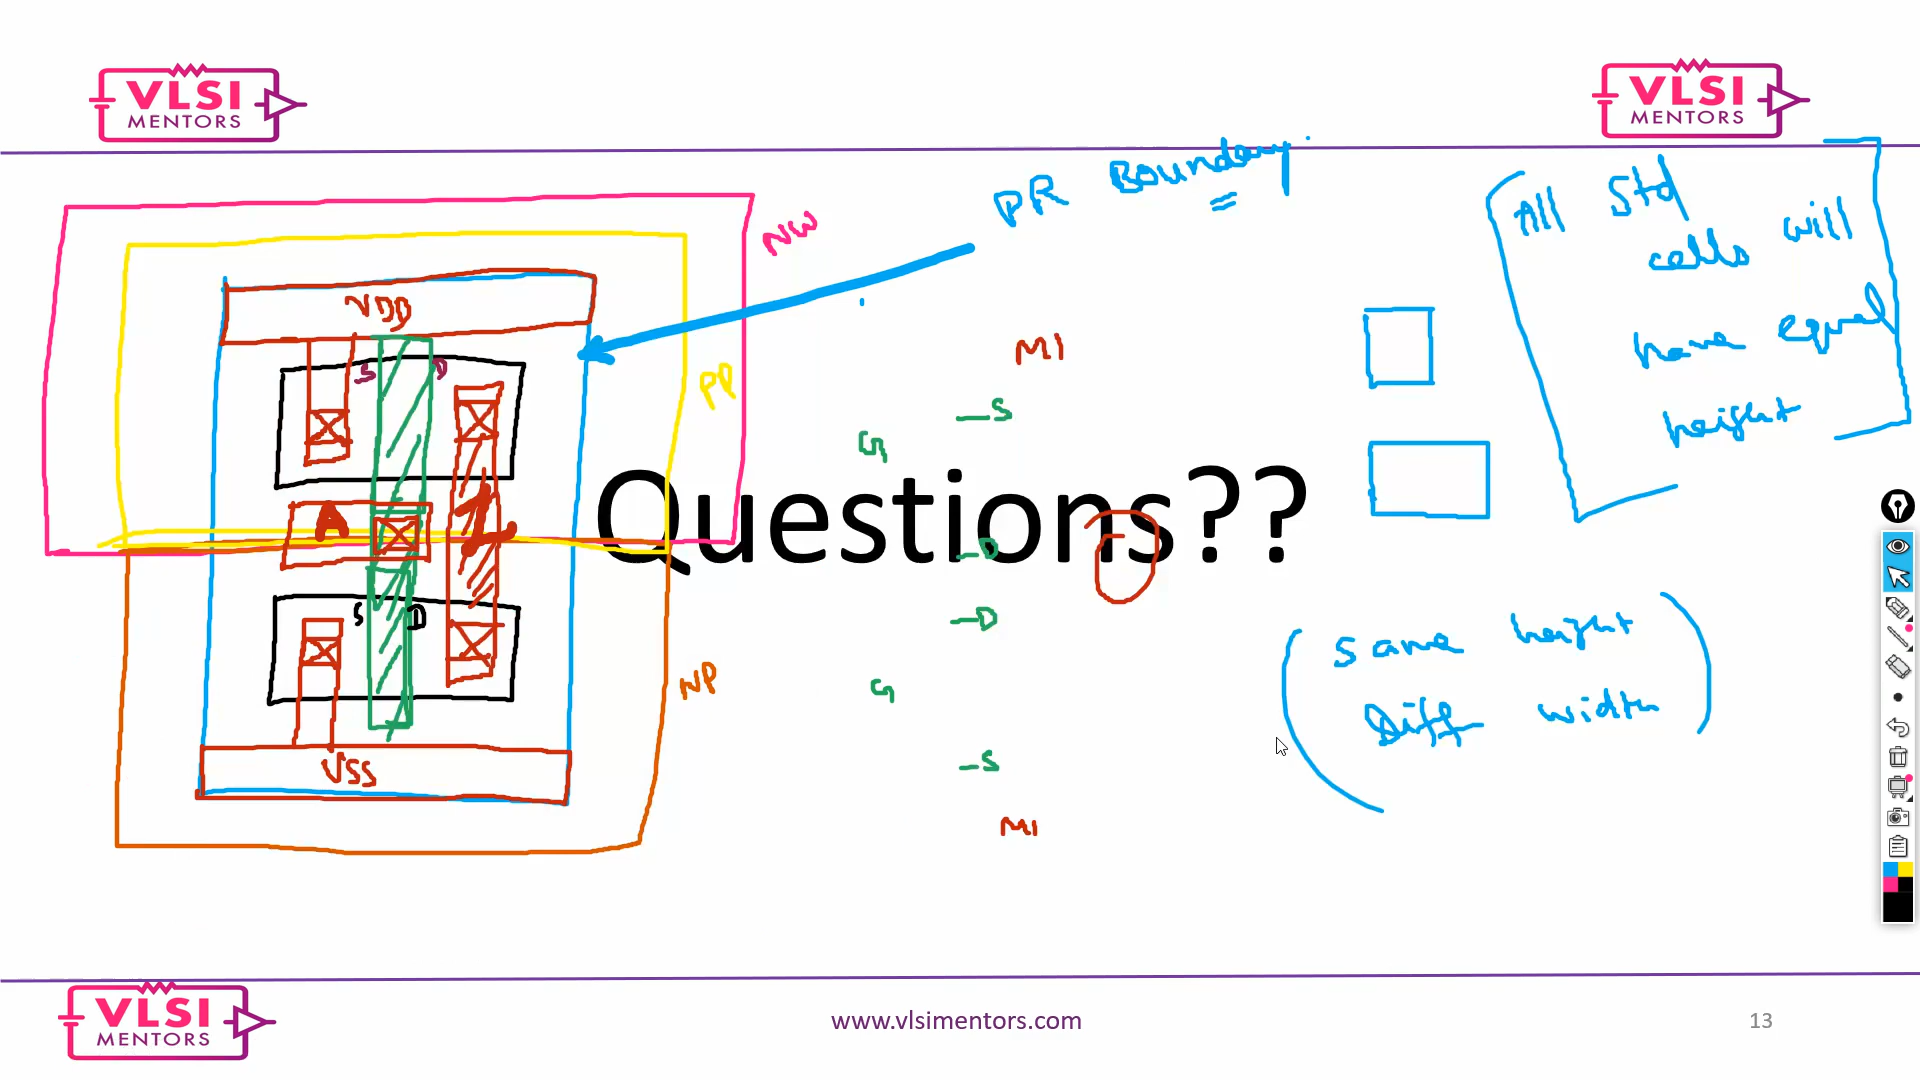 VLSI
MENTORS
VLSI
MENTORS
PR Boundary
All Std
cells will
have equal
height
NW
VDD
M1
S D
PP
S
G
Questions??
A
D
S D
D
same height
Diff width
NP
G
VSS
S
M1
VLSI
MENTORS
www.vlsimentors.com
13